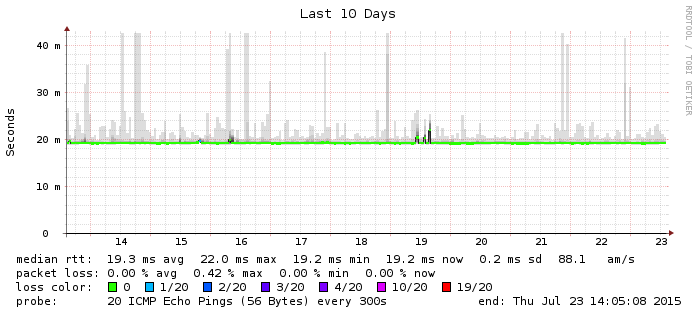 Last 10 Days
RRDTOOL / TOBI OETIKER
Seconds
40 m
30 m
20 m
10 m
0
14 15 16 17 18 19 20 21 22 23
median rtt: 19.3 ms avg 22.0 ms max 19.2 ms min 19.2 ms now 0.2 ms sd 88.1 am/s
packet loss: 0.00 % avg 0.42 % max 0.00 % min 0.00 % now
loss color: 0 1/20 2/20 3/20 4/20 10/20 19/20
probe: 20 ICMP Echo Pings (56 Bytes) every 300s end: Thu Jul 23 14:05:08 2015